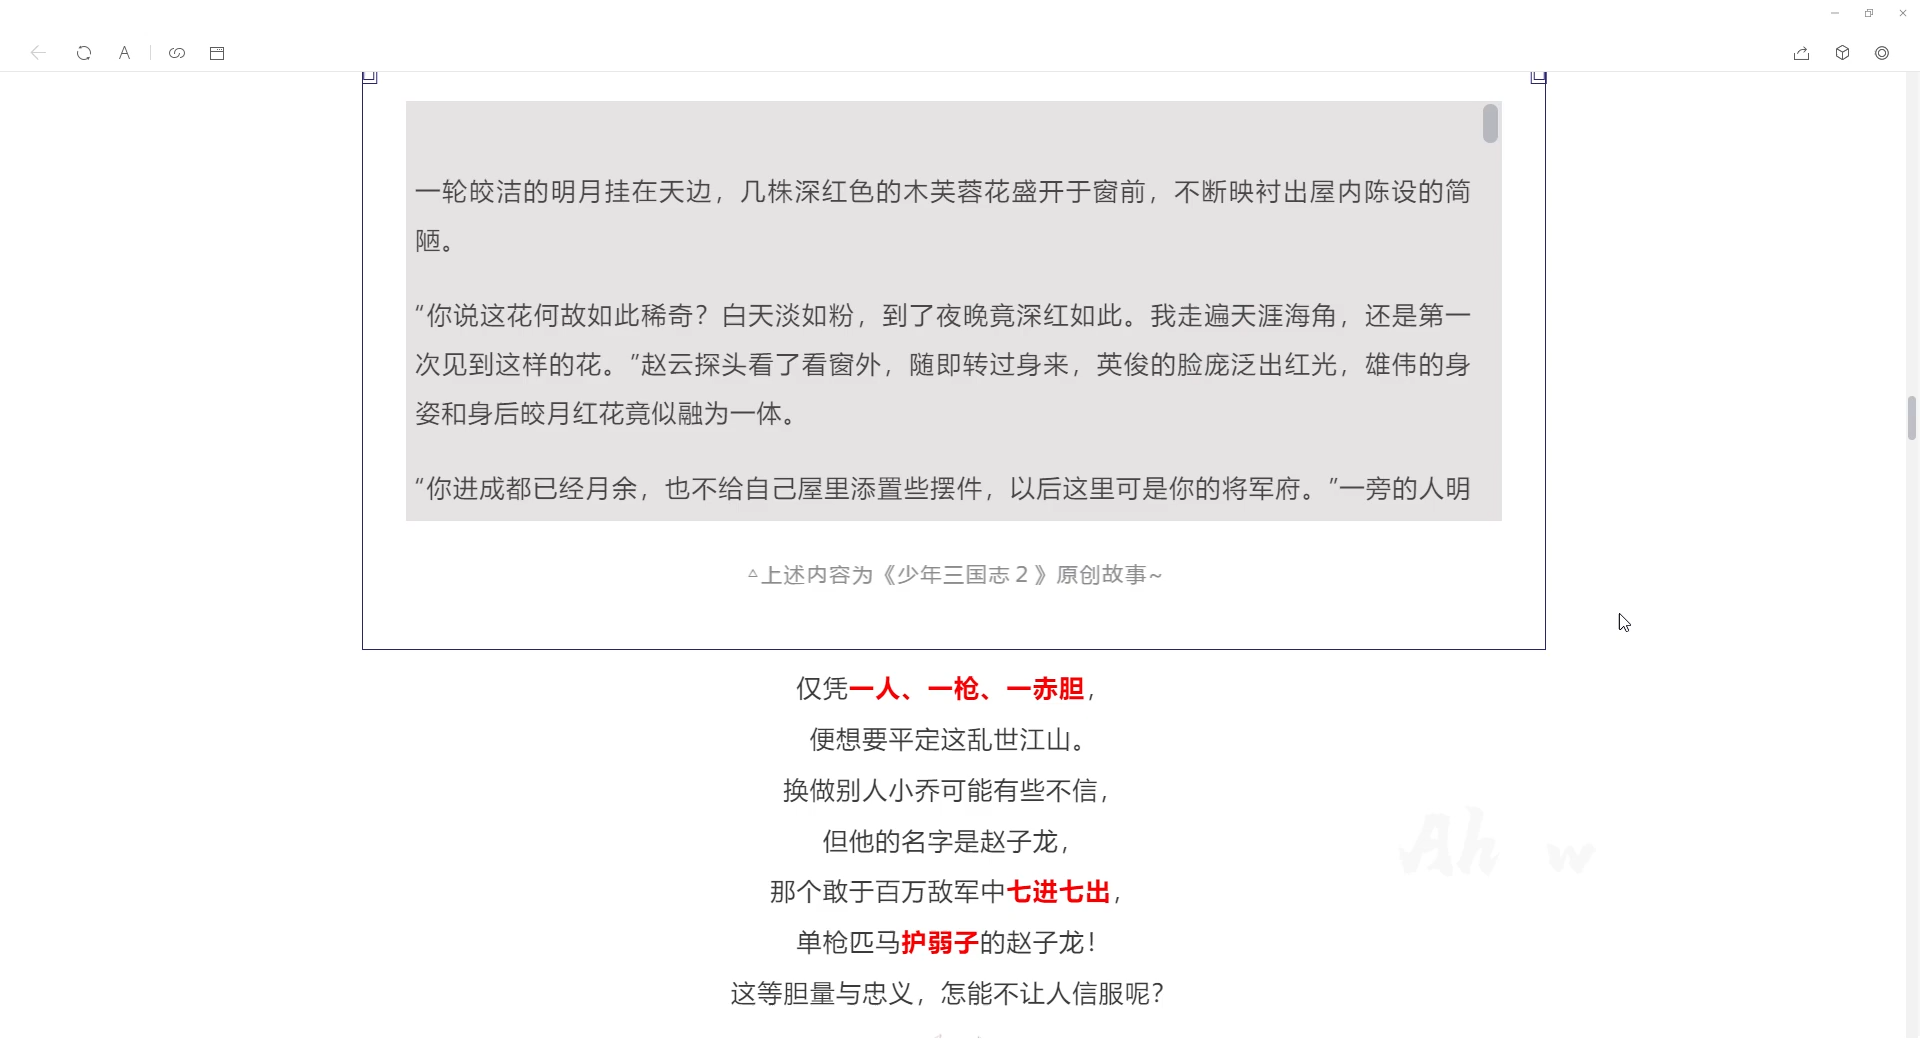 A
一轮皎洁的明月挂在天边，几株深红色的木芙蓉花盛开于窗前，不断映衬出屋内陈设的简
陋。
“你说这花何故如此稀奇？白天淡如粉，到了夜晚竟深红如此。我走遍天涯海角，还是第一
次见到这样的花。”赵云探头看了看窗外，随即转过身来，英俊的脸庞泛出红光，雄伟的身
姿和身后皎月红花竟似融为一体。
“你进成都已经月余，也不给自己屋里添置些摆件，以后这里可是你的将军府。”一旁的人明
△上述内容为《少年三国志２》原创故事~
仅凭一人、一枪、一赤胆，
便想要平定这乱世江山。
换做别人小乔可能有些不信，
但他的名字是赵子龙，
那个敢于百万敌军中七进七出，
单枪匹马护弱子的赵子龙！
这等胆量与忠义，怎能不让人信服呢？
Ah w